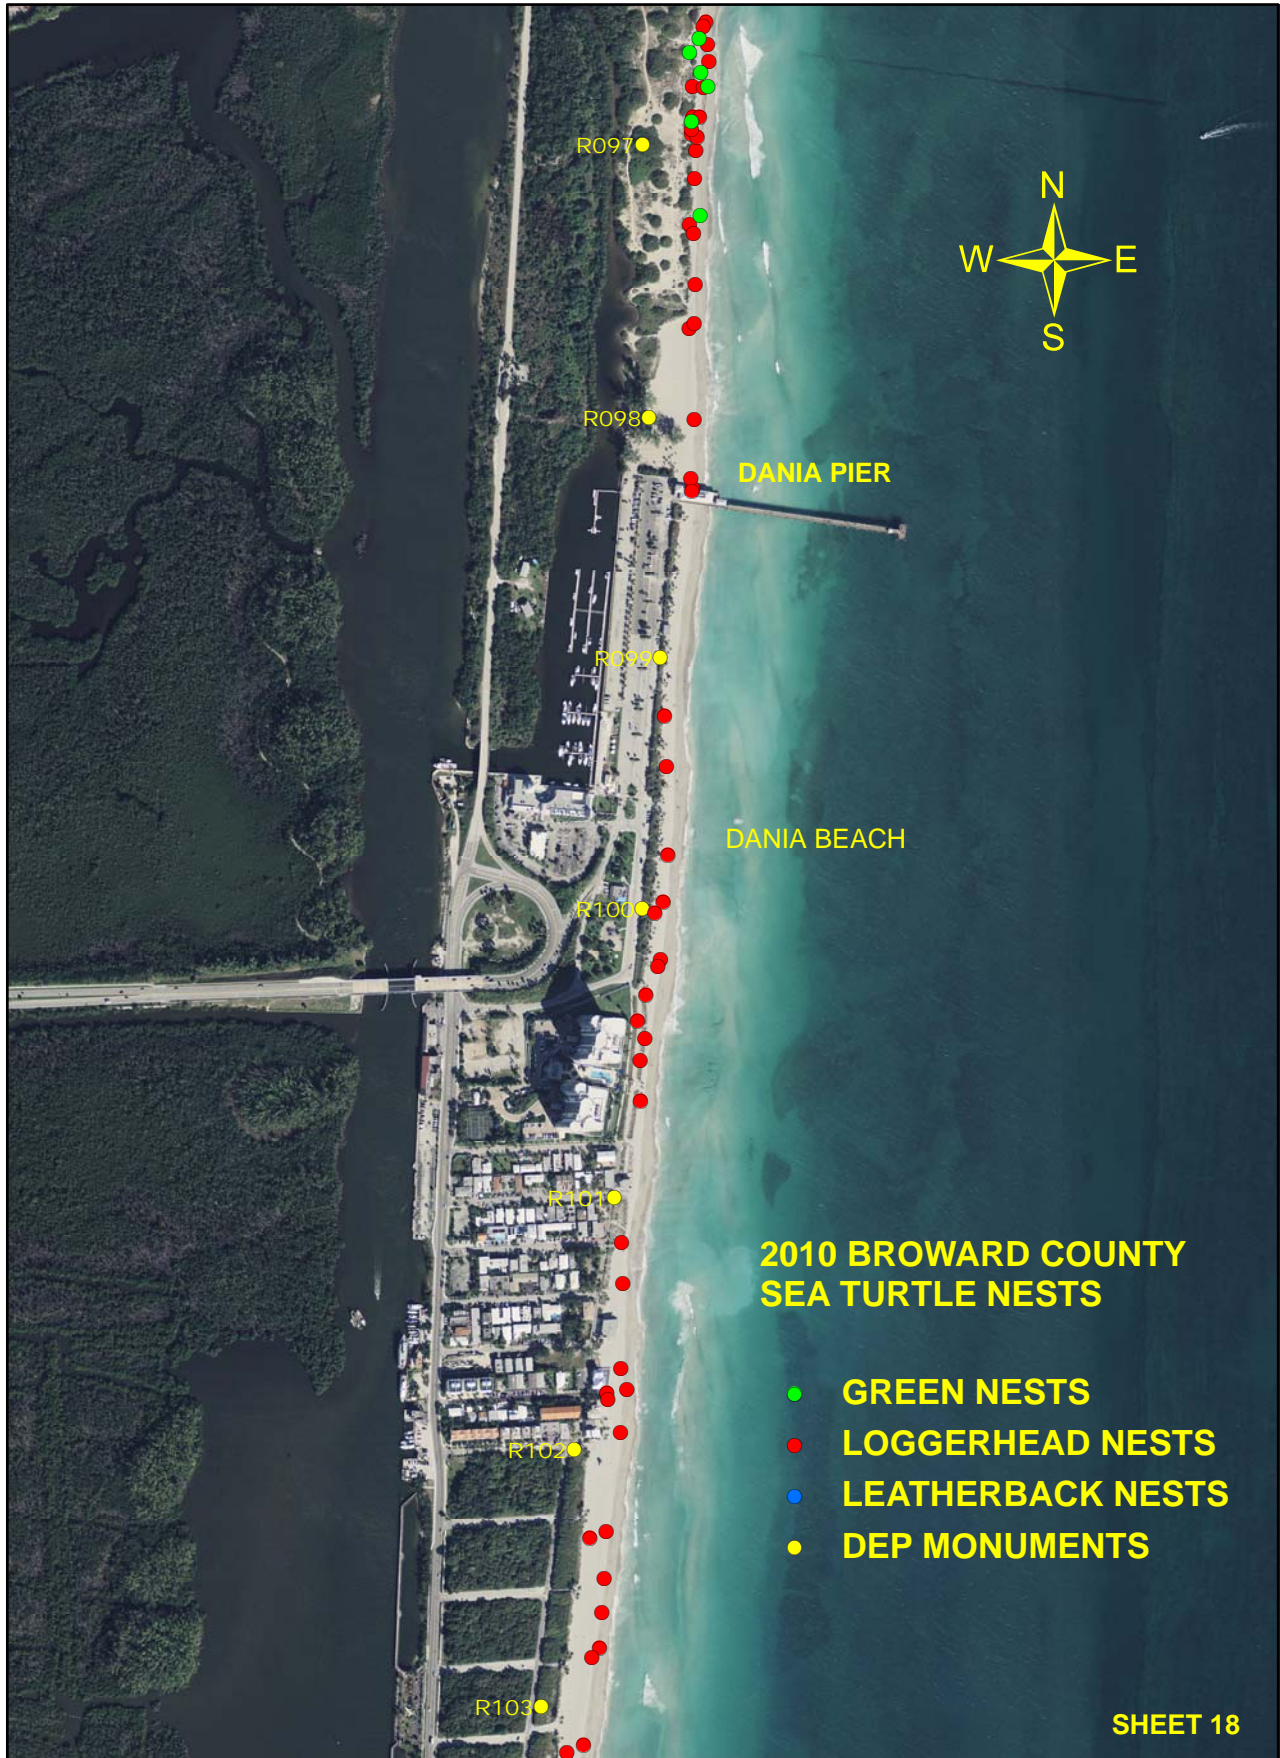 R097
N
W
E
S
R098
DANIA PIER
R099
DANIA BEACH
R100
R101
2010 BROWARD COUNTY
SEA TURTLE NESTS
GREEN NESTS
LOGGERHEAD NESTS
R102
LEATHERBACK NESTS
DEP MONUMENTS
R103
SHEET 18